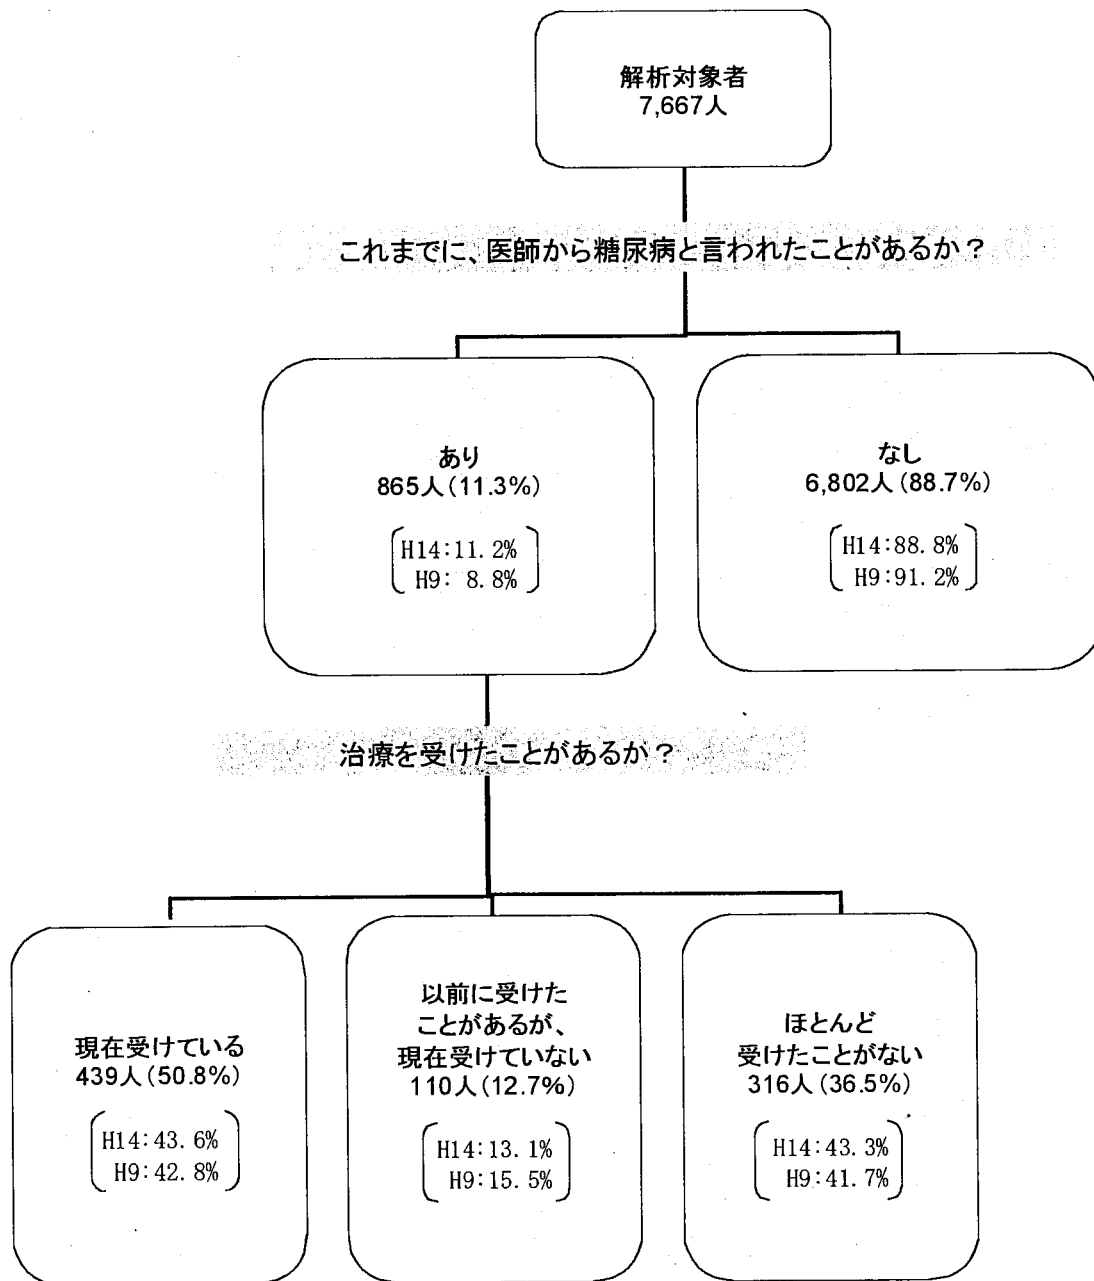 解析対象者
7,667人
これまでに、医師から糖尿病と言われたことがあるか？
あり
865人(11.3%)
H14:11.2%
H9: 8.8%
なし
6,802人(88.7%)
H14:88.8%
H9:91.2%
治療を受けたことがあるか？
現在受けている
439人(50.8%)
H14:43.6%
H9:42.8%
以前に受けた
ことがあるが、
現在受けていない
110人(12.7%)
H14:13.1%
H9:15.5%
ほとんど
受けたことがない
316人(36.5%)
H14:43.3%
H9:41.7%